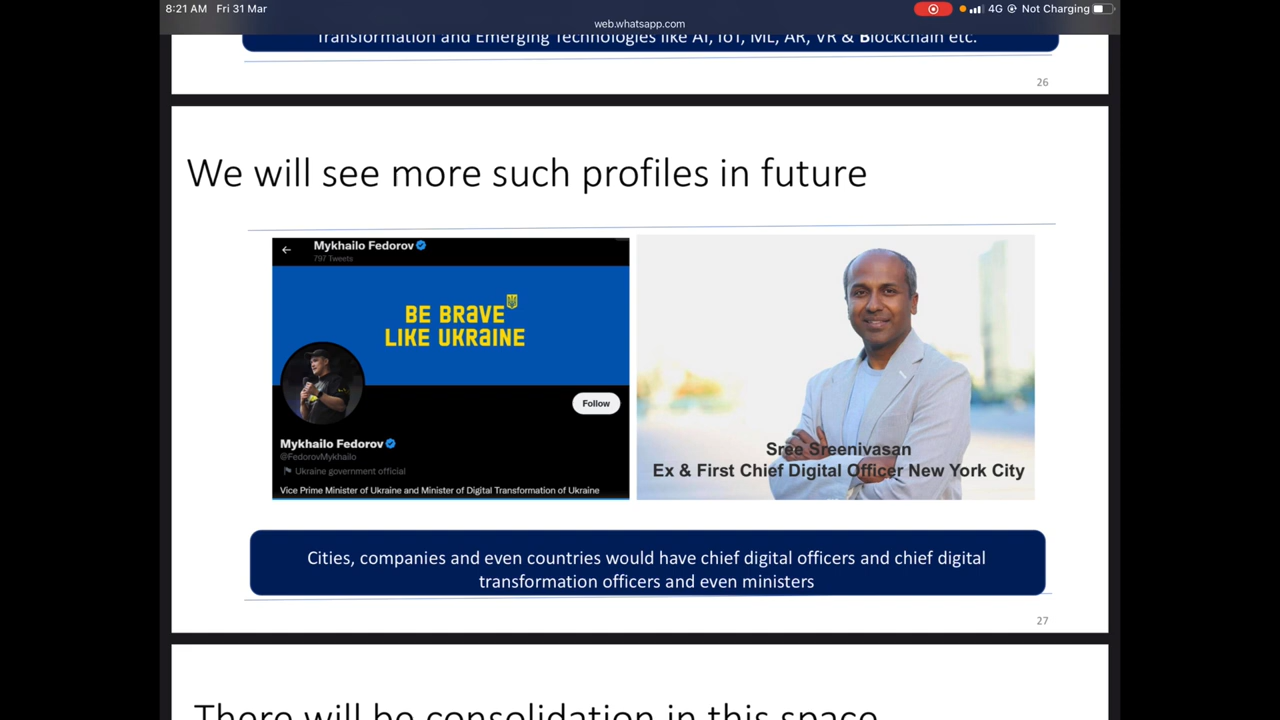 8:21 AM Fri 31 Mar
4G Not Charging
web.whatsapp.com
Transformation and Emerging Technologies like AI, IoT, ML, AR, VR & Blockchain etc.
26
We will see more such profiles in future
Mykhailo Fedorov
797 Tweets
BE BRAVE
LIKE UKRAINE
Follow
Mykhailo Fedorov
@FedorovMykhailo
Ukraine government official
Vice Prime Minister of Ukraine and Minister of Digital Transformation of Ukraine
Sree Sreenivasan
Ex & First Chief Digital Officer New York City
Cities, companies and even countries would have chief digital officers and chief digital
transformation officers and even ministers
27
There will be consolidation in this space